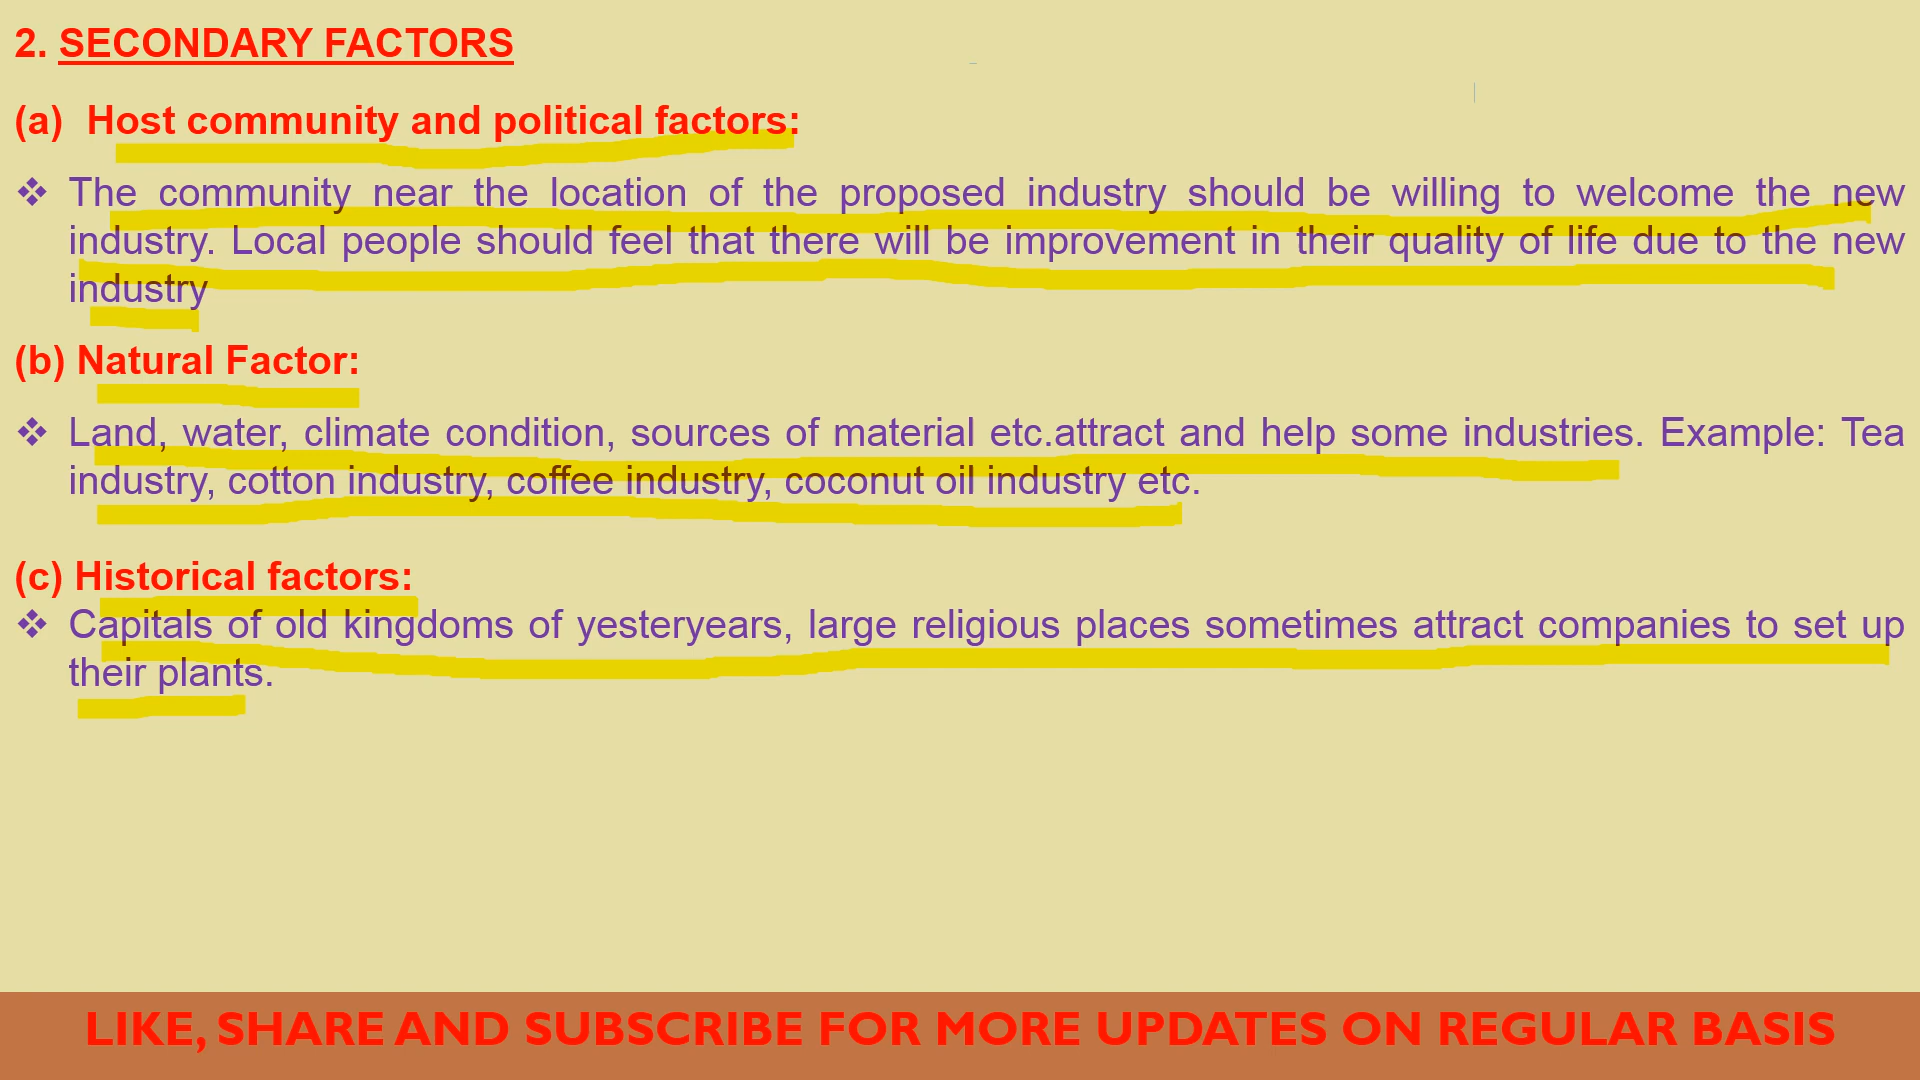 2. SECONDARY FACTORS
(a) Host community and political factors:
❖ The community near the location of the proposed industry should be willing to welcome the new
industry. Local people should feel that there will be improvement in their quality of life due to the new
industry
(b) Natural Factor:
❖ Land, water, climate condition, sources of material etc.attract and help some industries. Example: Tea
industry, cotton industry, coffee industry, coconut oil industry etc.
(c) Historical factors:
❖ Capitals of old kingdoms of yesteryears, large religious places sometimes attract companies to set up
their plants.
LIKE, SHARE AND SUBSCRIBE FOR MORE UPDATES ON REGULAR BASIS